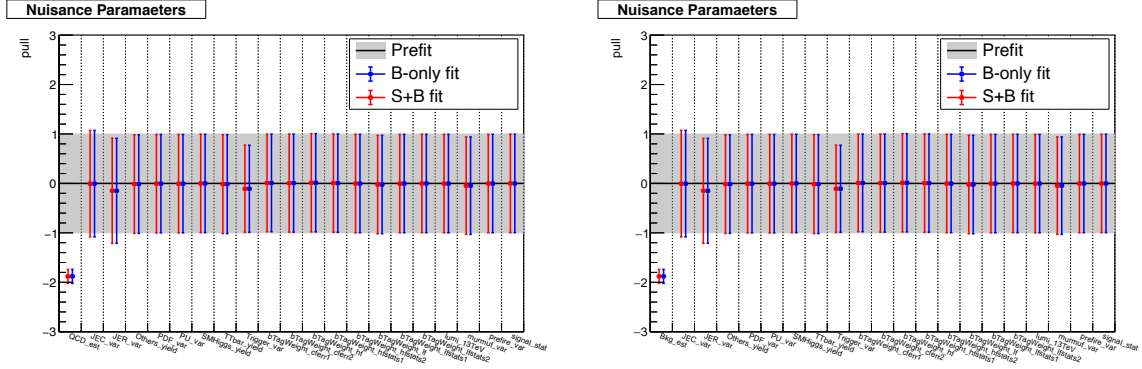 Nuisance Paramaeters
pull
3
2
1
0
−1
−2
−3
Prefit
B-only fit
S+B fit
QCD_est
JEC_var
JER_var
Others_yield
PDF_var
PU_var
SMHiggs_yield
TTbar_yield
Trigger_var
bTagWeight_cferr1
bTagWeight_cferr2
bTagWeight_hf
bTagWeight_hfstats1
bTagWeight_hfstats2
bTagWeight_lf
bTagWeight_lfstats1
bTagWeight_lfstats2
lumi_13TeV
murmuf_var
prefire_var
signal_stat
Nuisance Paramaeters
pull
3
2
1
0
−1
−2
−3
Prefit
B-only fit
S+B fit
Bkg_est
JEC_var
JER_var
Others_yield
PDF_var
PU_var
SMHiggs_yield
TTbar_yield
Trigger_var
bTagWeight_cferr1
bTagWeight_cferr2
bTagWeight_hf
bTagWeight_hfstats1
bTagWeight_hfstats2
bTagWeight_lf
bTagWeight_lfstats1
bTagWeight_lfstats2
lumi_13TeV
murmuf_var
prefire_var
signal_stat